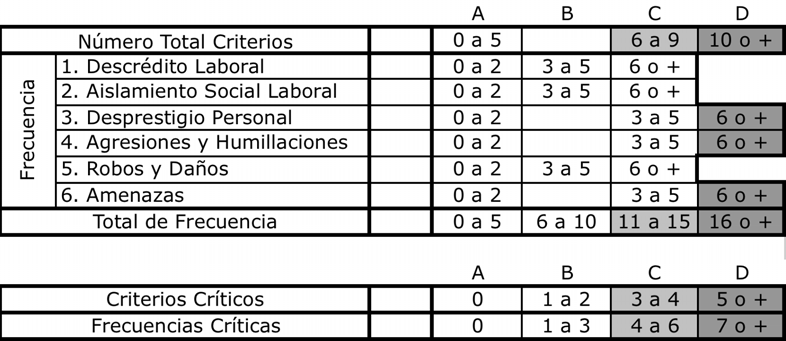 A B C D
Número Total Criterios 0 a 5 6 a 9 10 o +
Frecuencia
1. Descrédito Laboral 0 a 2 3 a 5 6 o +
2. Aislamiento Social Laboral 0 a 2 3 a 5 6 o +
3. Desprestigio Personal 0 a 2 3 a 5 6 o +
4. Agresiones y Humillaciones 0 a 2 3 a 5 6 o +
5. Robos y Daños 0 a 2 3 a 5 6 o +
6. Amenazas 0 a 2 3 a 5 6 o +
Total de Frecuencia 0 a 5 6 a 10 11 a 15 16 o +
A B C D
Criterios Críticos 0 1 a 2 3 a 4 5 o +
Frecuencias Críticas 0 1 a 3 4 a 6 7 o +